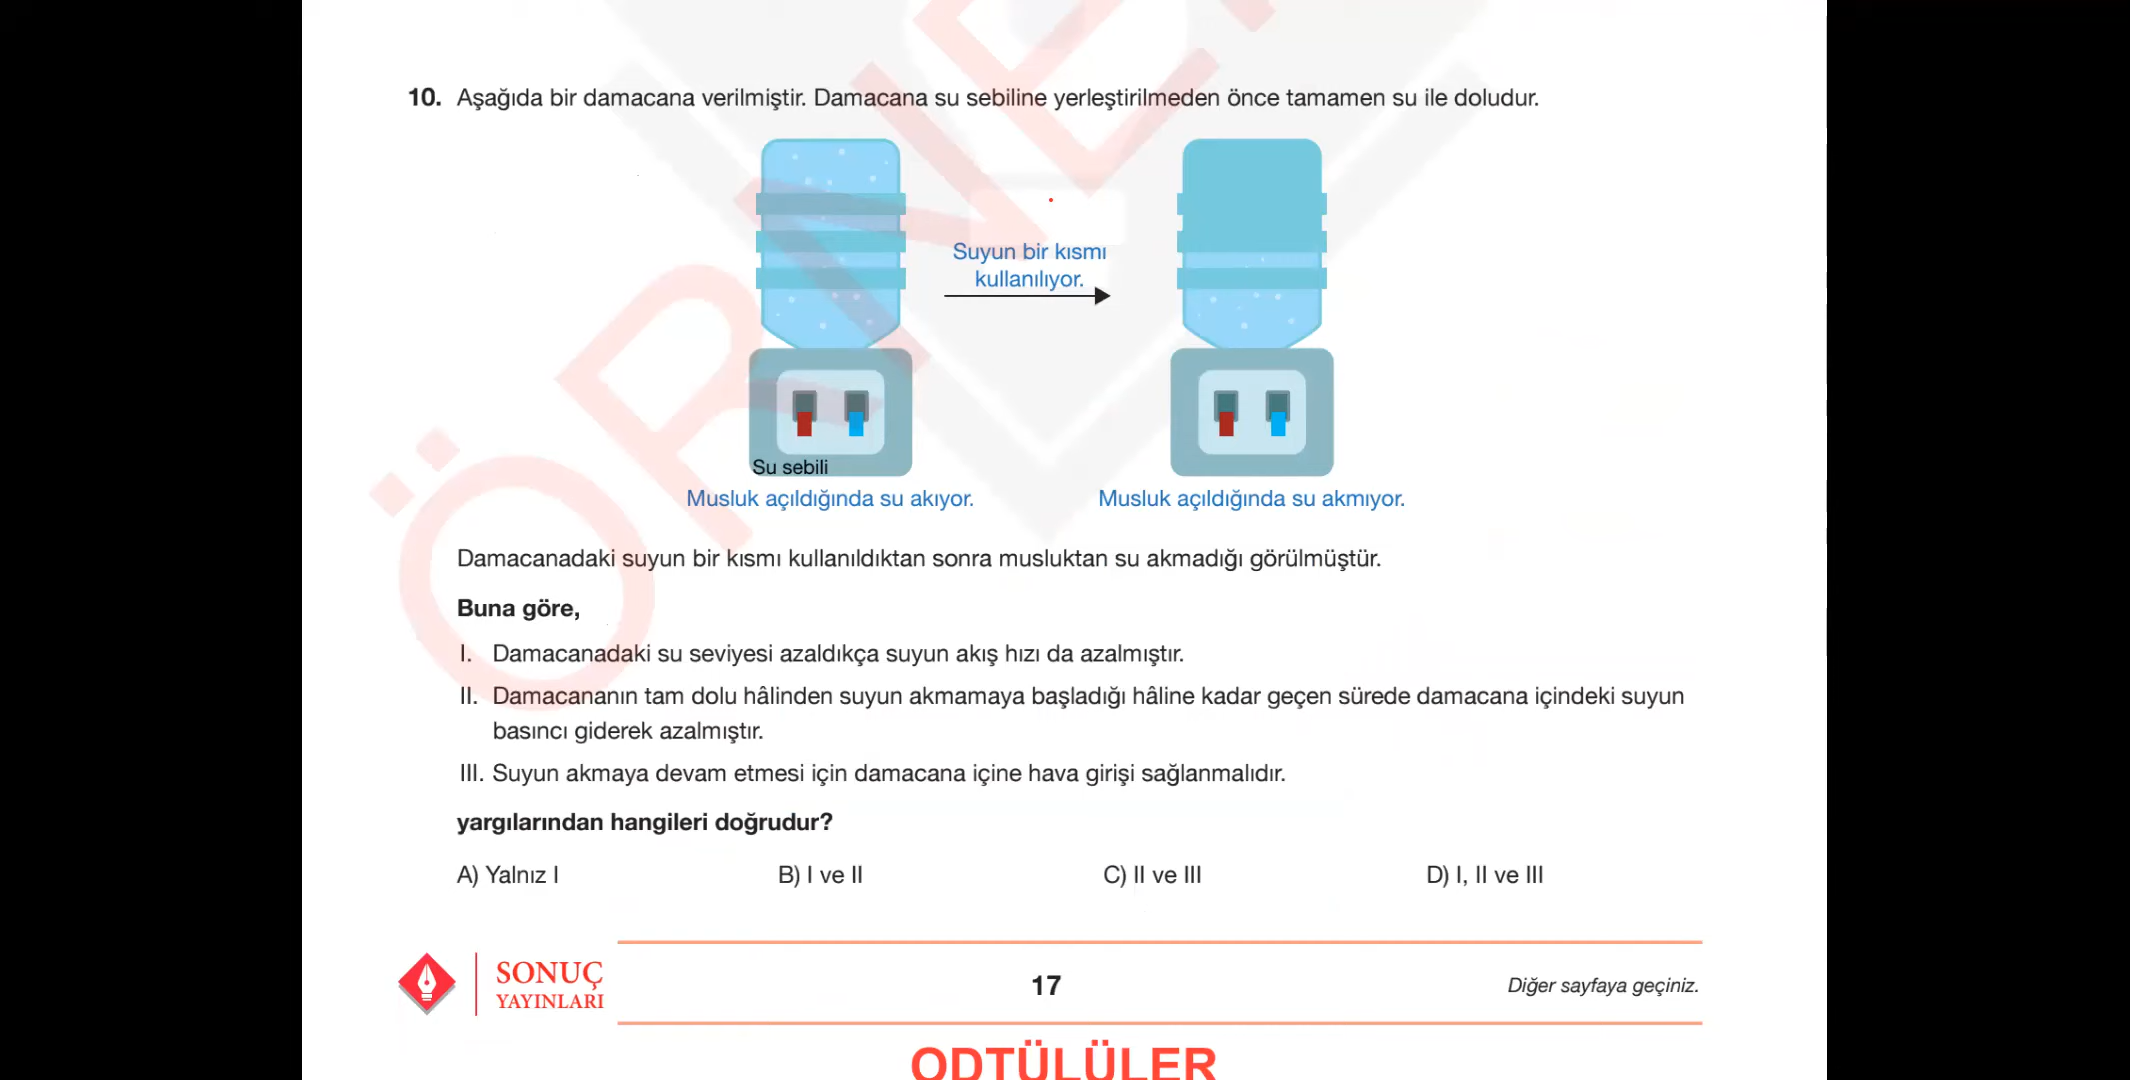 10. Aşağıda bir damacana verilmiştir. Damacana su sebiline yerleştirilmeden önce tamamen su ile doludur.
Suyun bir kısmı
kullanılıyor.
Su sebili
Musluk açıldığında su akıyor.
Musluk açıldığında su akmıyor.
Damacanadaki suyun bir kısmı kullanıldıktan sonra musluktan su akmadığı görülmüştür.
Buna göre,
I. Damacanadaki su seviyesi azaldıkça suyun akış hızı da azalmıştır.
II. Damacananın tam dolu hâlinden suyun akmamaya başladığı hâline kadar geçen sürede damacana içindeki suyun
basıncı giderek azalmıştır.
III. Suyun akmaya devam etmesi için damacana içine hava girişi sağlanmalıdır.
yargılarından hangileri doğrudur?
A) Yalnız I
B) I ve II
C) II ve III
D) I, II ve III
SONUÇ
YAYINLARI
17
Diğer sayfaya geçiniz.
ODTÜLÜLER